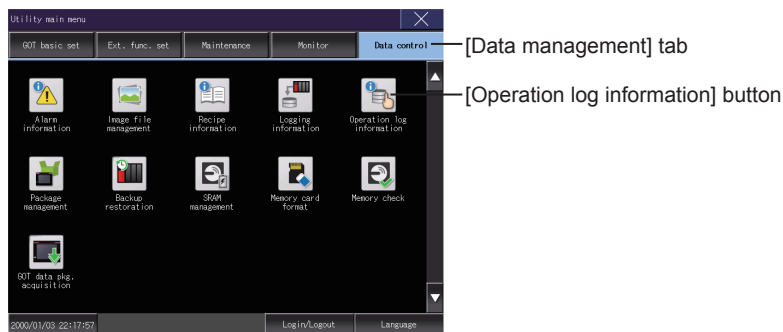 Utility main menu
GOT basic set
Ext. func. set
Maintenance
Monitor
Data control
[Data management] tab
[Operation log information] button
Alarm
information
Image file
management
Recipe
information
Logging
information
Operation log
information
Package
management
Backup
restoration
SRAM
management
Memory card
format
Memory check
GOT data pkg.
acquisition
2000/01/03 22:17:57
Login/Logout
Language